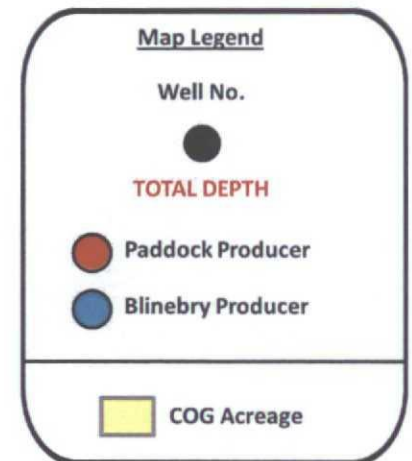 Map Legend
Well No.
TOTAL DEPTH
Paddock Producer
Blinebry Producer
COG Acreage